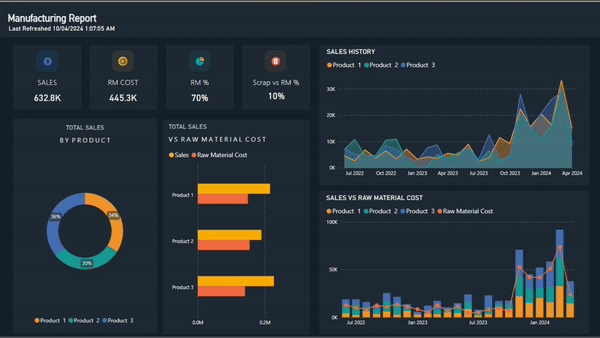 Manufacturing Report
Last Refreshed 10/04/2024 1:07:05 AM
SALES
632.8K
RM COST
445.3K
RM %
70%
Scrap vs RM %
10%
TOTAL SALES
BY PRODUCT
34%
30%
36%
Product 1 Product 2 Product 3
TOTAL SALES
VS RAW MATERIAL COST
Sales Raw Material Cost
Product 1
Product 2
Product 3
0.0M 0.2M
SALES HISTORY
Product 1 Product 2 Product 3
30K
20K
10K
0K
Jul 2022 Oct 2022 Jan 2023 Apr 2023 Jul 2023 Oct 2023 Jan 2024 Apr 2024
SALES VS RAW MATERIAL COST
Product 1 Product 2 Product 3 Raw Material Cost
100K
50K
0K
Jul 2022 Jan 2023 Jul 2023 Jan 2024